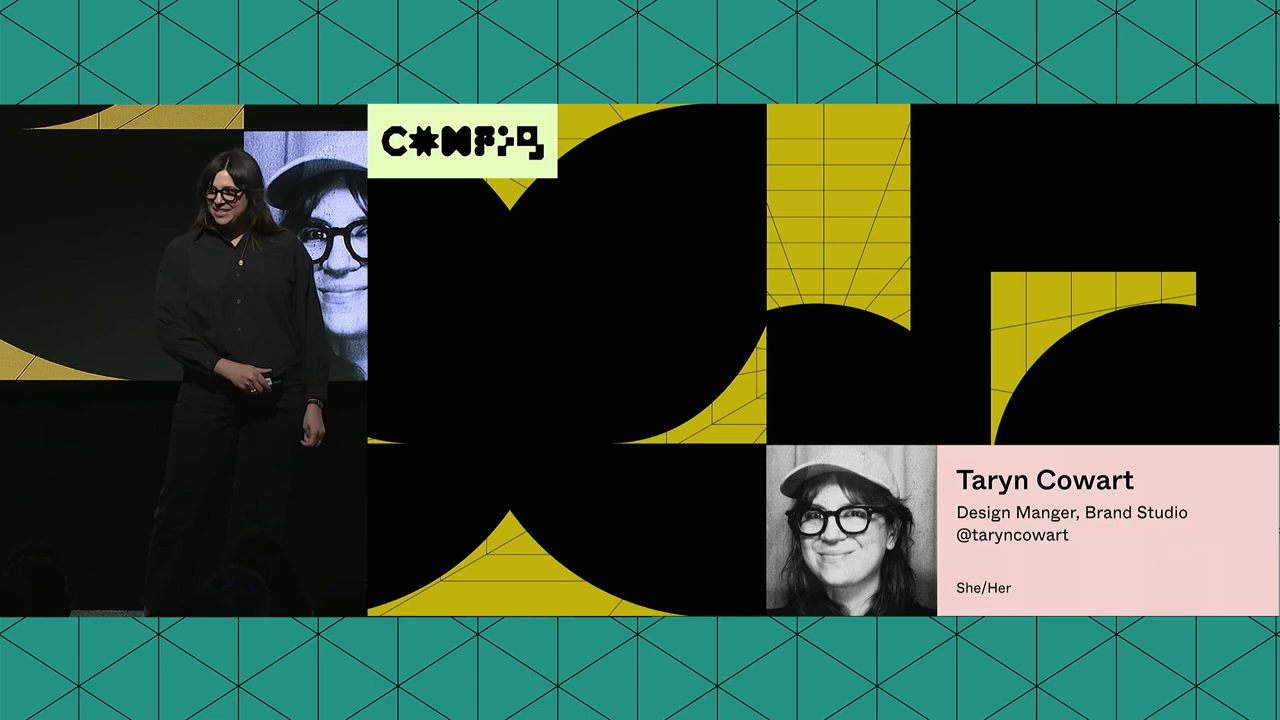 CONFIG
Taryn Cowart
Design Manger, Brand Studio
@taryncowart
She/Her